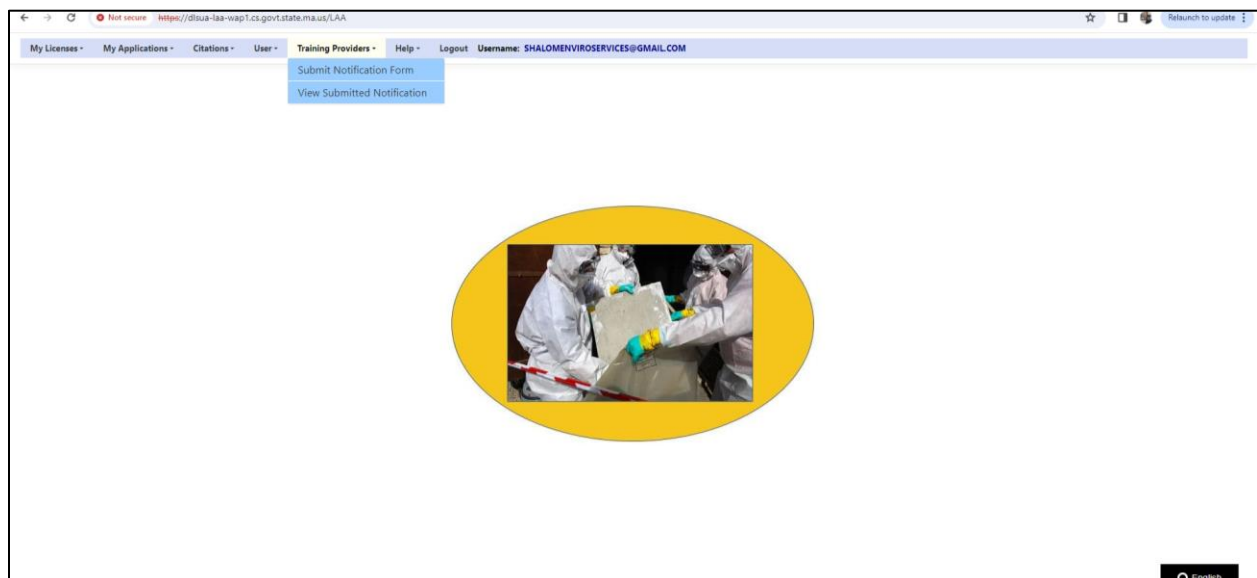 Not secure https://dlsua-laa-wap1.cs.govt.state.ma.us/LAA Relaunch to update
My Licenses My Applications Citations User Training Providers Help Logout Username: SHALOMENVIROSERVICES@GMAIL.COM
Submit Notification Form
View Submitted Notification
English